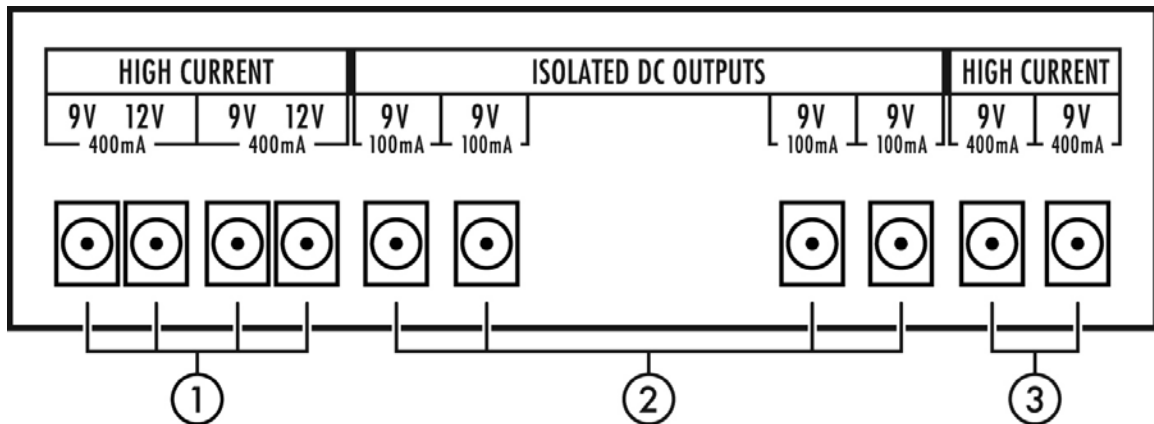 HIGH CURRENT ISOLATED DC OUTPUTS HIGH CURRENT
9V 12V 9V 12V 9V 9V 9V 9V 9V 9V
400mA 400mA 100mA 100mA 100mA 100mA 400mA 400mA
1 2 3